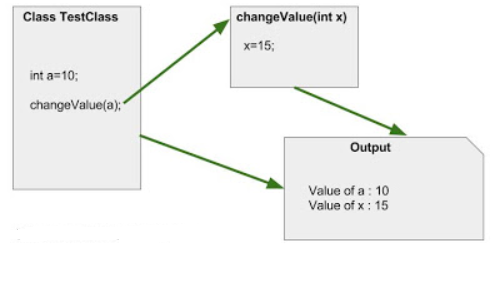 Class TestClass
int a=10;
changeValue(a);
changeValue(int x)
x=15;
Output
Value of a : 10
Value of x : 15